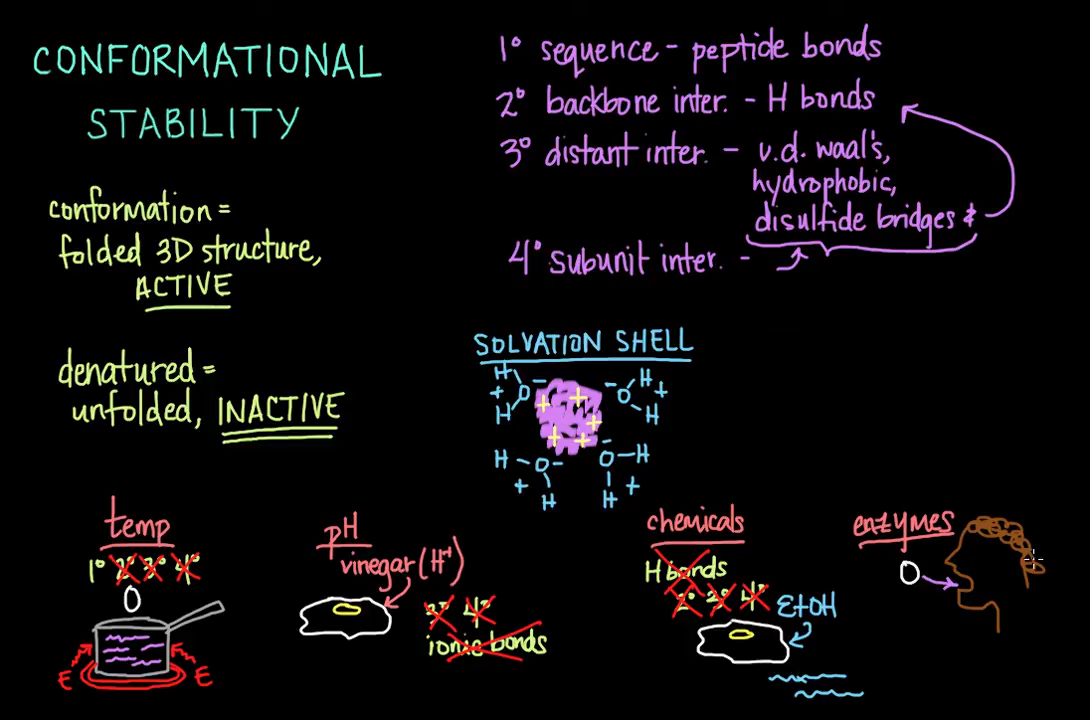 CONFORMATIONAL
STABILITY
conformation =
folded 3D structure,
ACTIVE
denatured =
unfolded, INACTIVE
1° sequence - peptide bonds
2° backbone inter. - H bonds
3° distant inter. - v.d. waal's,
hydrophobic,
disulfide bridges &
4° subunit inter. -
SOLVATION SHELL
H - - H +
+ O + + O
H + H
+ +
H - O - - O - H
+ H H +
temp
1° 2° 3° 4°
E E
pH
vinegar (H+)
3° 4°
ionic bonds
chemicals
H bonds
2° 3° 4°
EtOH
enzymes